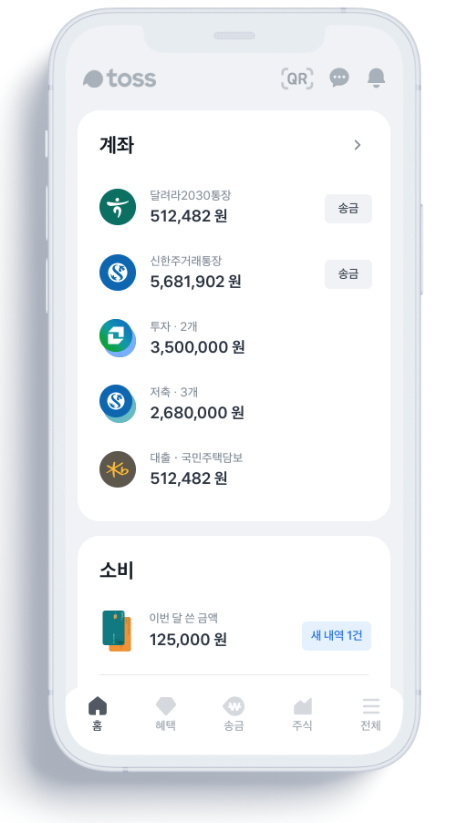 toss
QR
계좌
달려라2030통장
512,482 원
송금
신한주거래통장
5,681,902 원
송금
투자 · 2개
3,500,000 원
저축 · 3개
2,680,000 원
대출 · 국민주택담보
512,482 원
소비
이번 달 쓴 금액
125,000 원
새 내역 1건
홈
혜택
송금
주식
전체